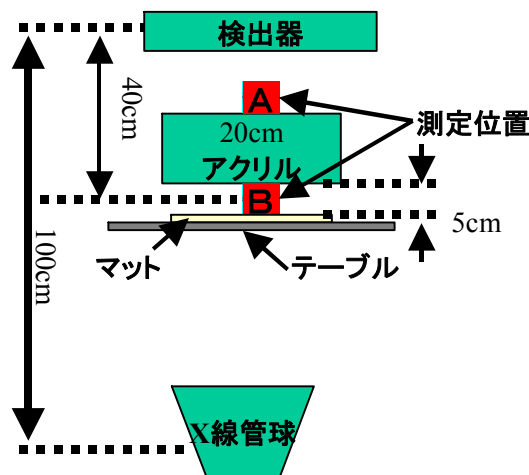 検出器
A
40cm
20cm
アクリル
測定位置
B
5cm
マット
テーブル
100cm
X線管球